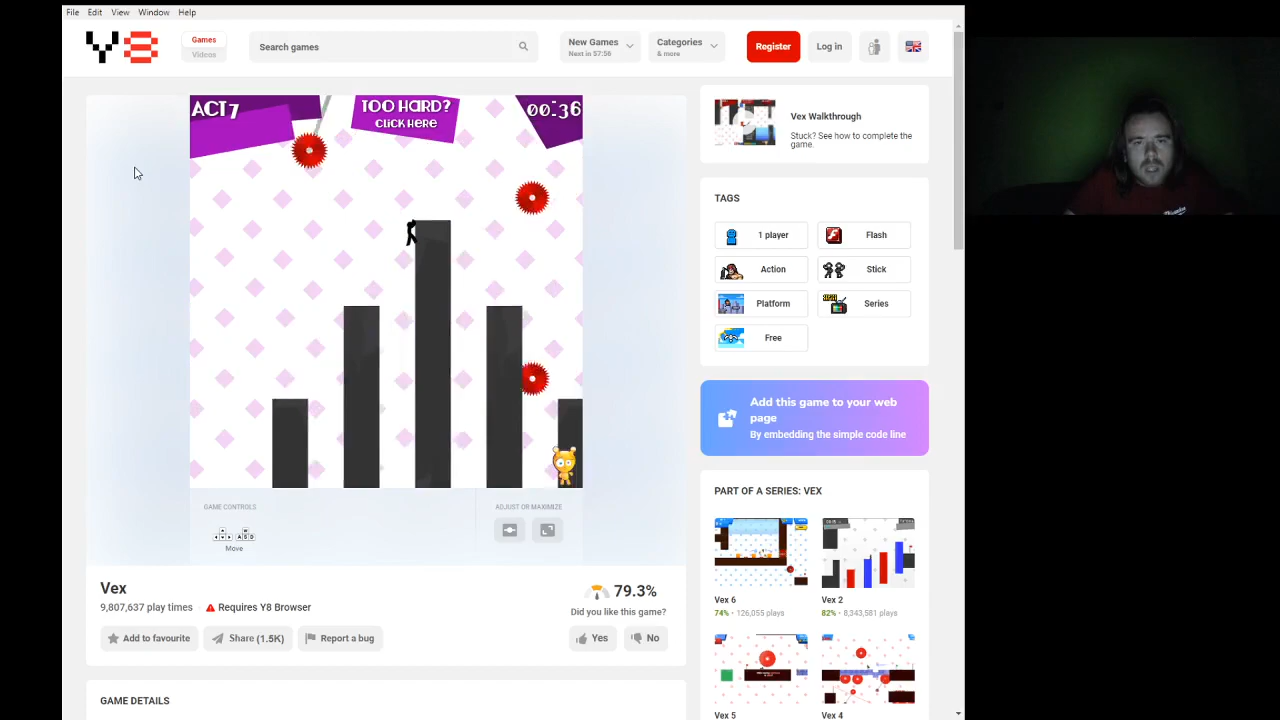 File Edit View Window Help
Y8
Games
Videos
Search games
New Games
Next in 57:56
Categories
& more
Register
Log in
ACT 7
TOO HARD?
CLICK HERE
00:36
GAME CONTROLS
Move
ADJUST OR MAXIMIZE
Vex
9,807,637 play times
Requires Y8 Browser
79.3%
Did you like this game?
Add to favourite
Share (1.5K)
Report a bug
Yes
No
GAME DETAILS
Vex Walkthrough
Stuck? See how to complete the
game.
TAGS
1 player
Flash
Action
Stick
Platform
Series
Free
Add this game to your web
page
By embedding the simple code line
PART OF A SERIES: VEX
Vex 6
74% • 126,055 plays
Vex 2
82% • 8,343,581 plays
Vex 5
Vex 4